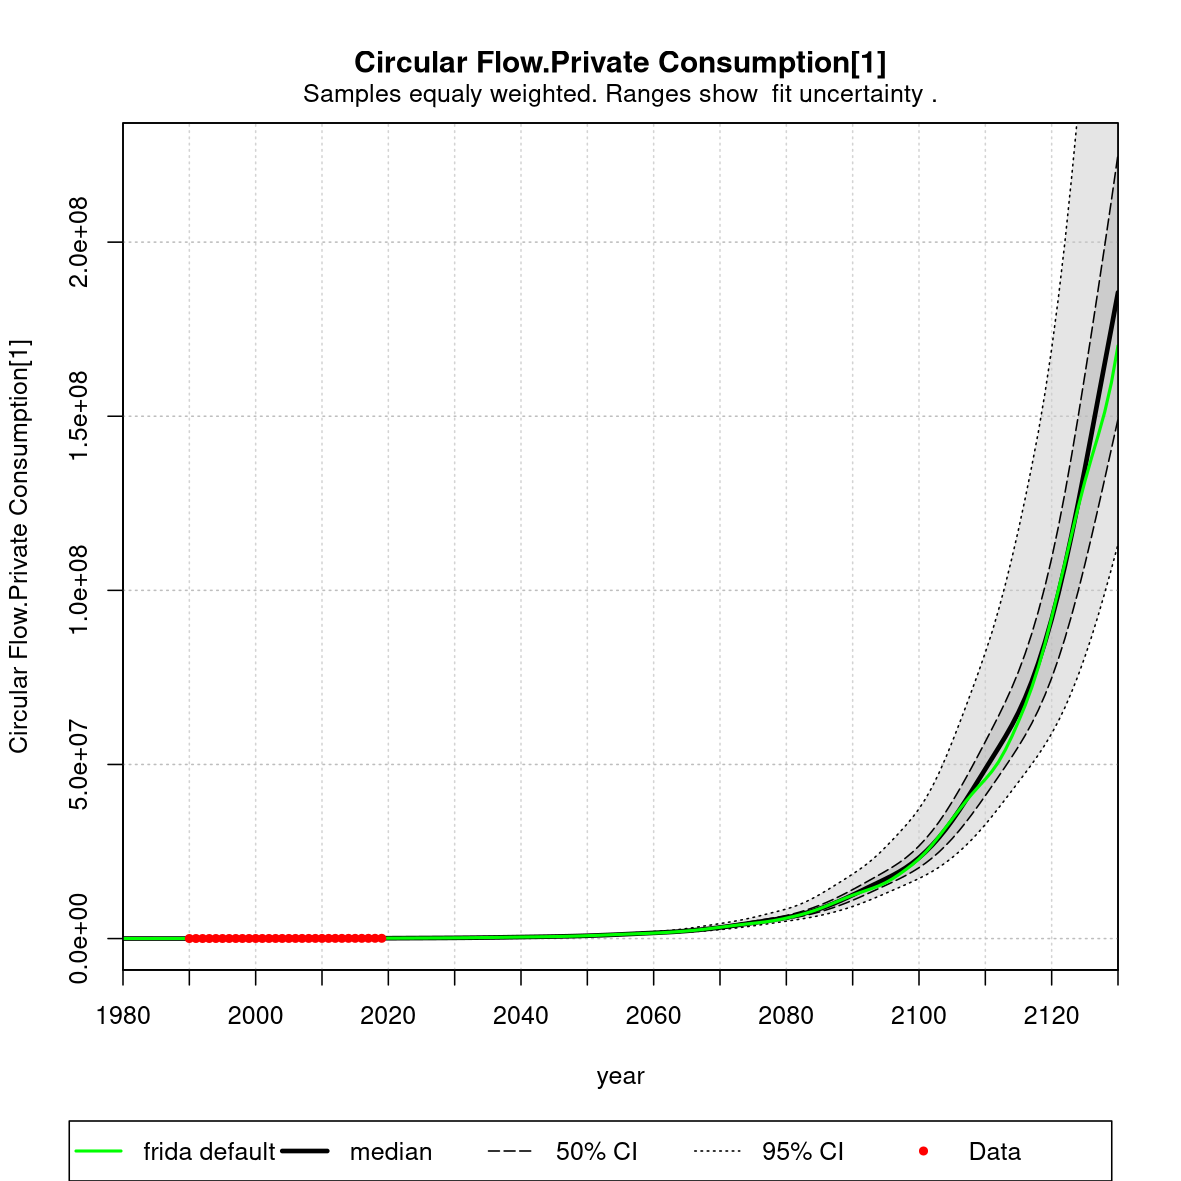 Circular Flow.Private Consumption[1]
Samples equaly weighted. Ranges show  fit uncertainty .
Circular Flow.Private Consumption[1]
2.0e+08
1.5e+08
1.0e+08
5.0e+07
0.0e+00
1980 2000 2020 2040 2060 2080 2100 2120
year
frida default median 50% CI 95% CI Data